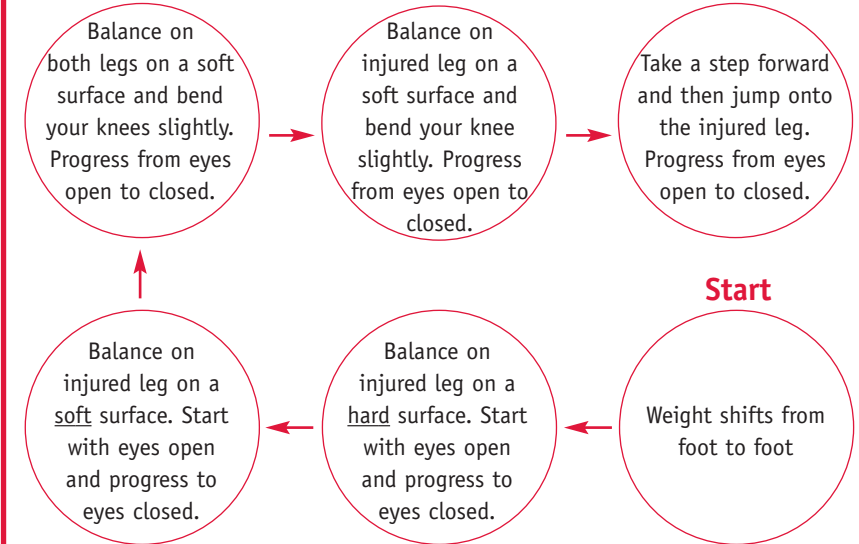 Balance on
both legs on a soft
surface and bend
your knees slightly.
Progress from eyes
open to closed.
Balance on
injured leg on a
soft surface and
bend your knee
slightly. Progress
from eyes open to
closed.
Take a step forward
and then jump onto
the injured leg.
Progress from eyes
open to closed.
Start
Balance on
injured leg on a
soft surface. Start
with eyes open
and progress to
eyes closed.
Balance on
injured leg on a
hard surface. Start
with eyes open
and progress to
eyes closed.
Weight shifts from
foot to foot